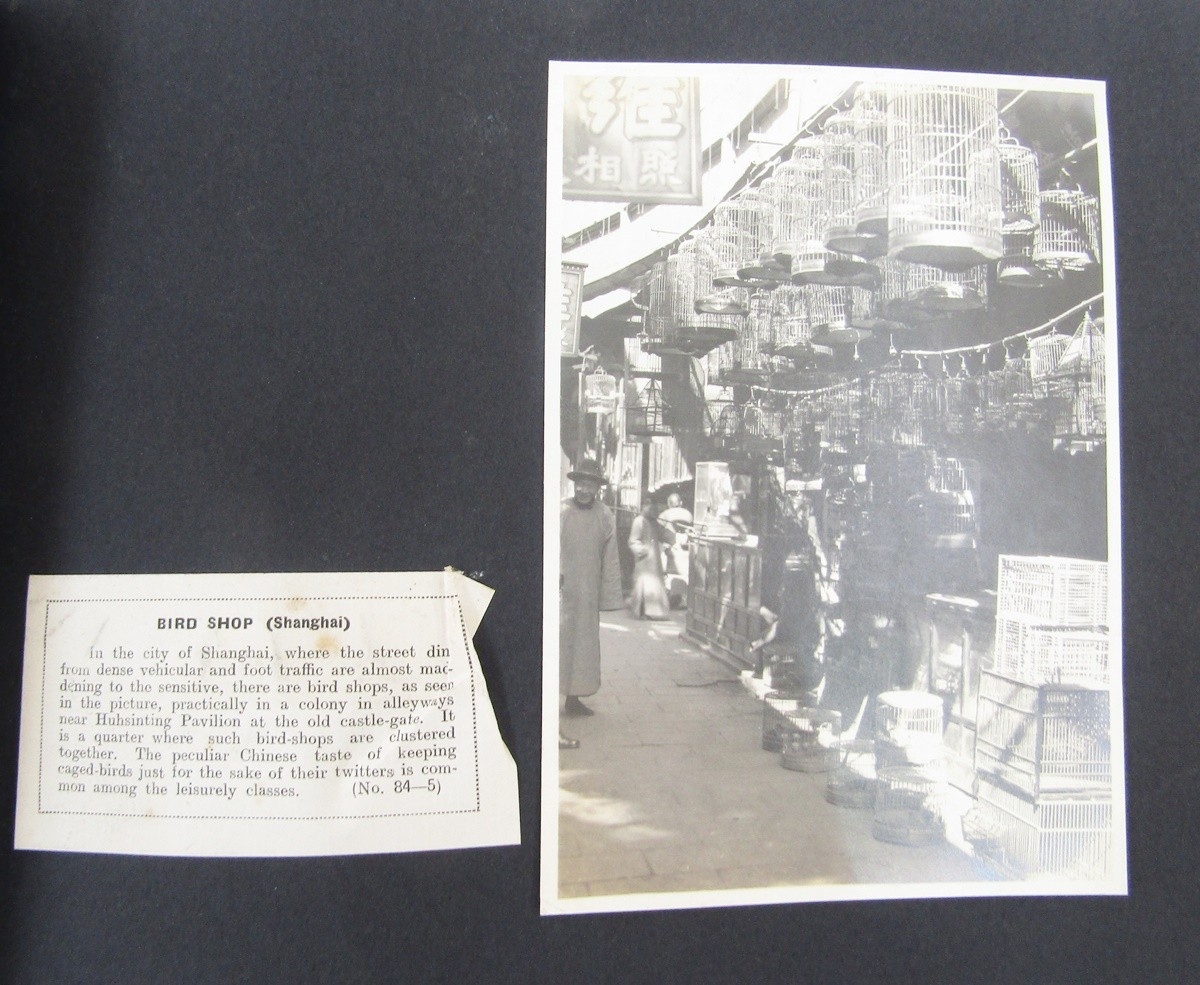 BIRD SHOP (Shanghai)
In the city of Shanghai, where the street din
from dense vehicular and foot traffic are almost mad-
dening to the sensitive, there are bird shops, as seen
in the picture, practically in a colony in alleyways
near Huhsinting Pavilion at the old castle-gate. It
is a quarter where such bird-shops are clustered
together. The peculiar Chinese taste of keeping
caged-birds just for the sake of their twitters is com-
mon among the leisurely classes. (No. 84—5)
相照